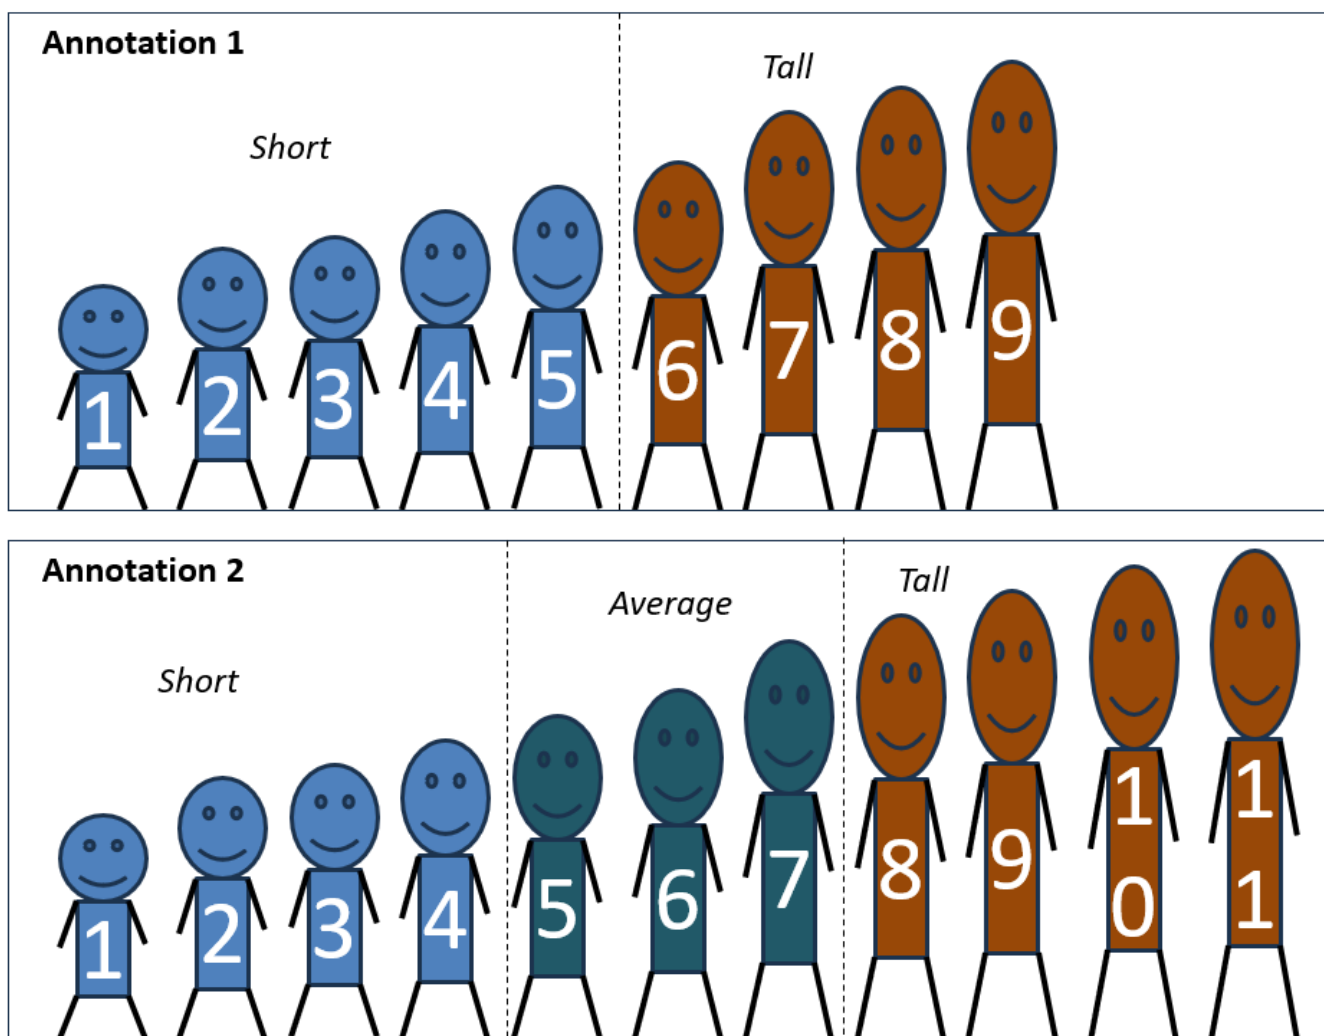 Annotation 1
Tall
Short
1 2 3 4 5 6 7 8 9
Annotation 2
Tall
Average
Short
1 2 3 4 5 6 7 8 9 10 11